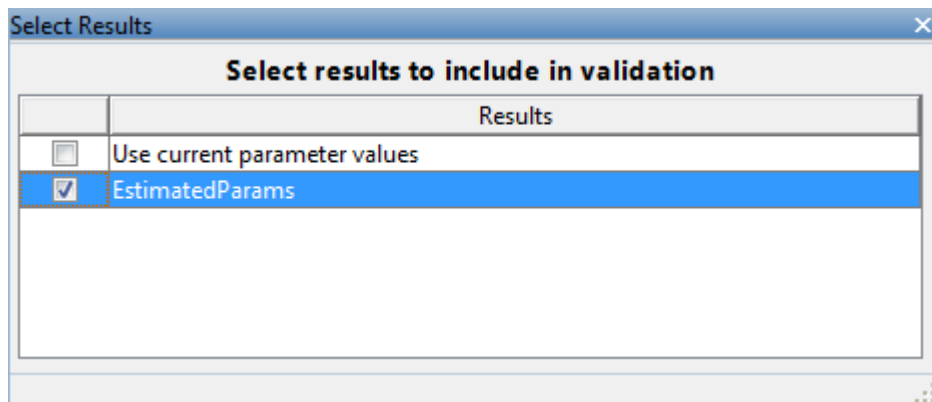 Select Results
Select results to include in validation
Results
Use current parameter values
EstimatedParams